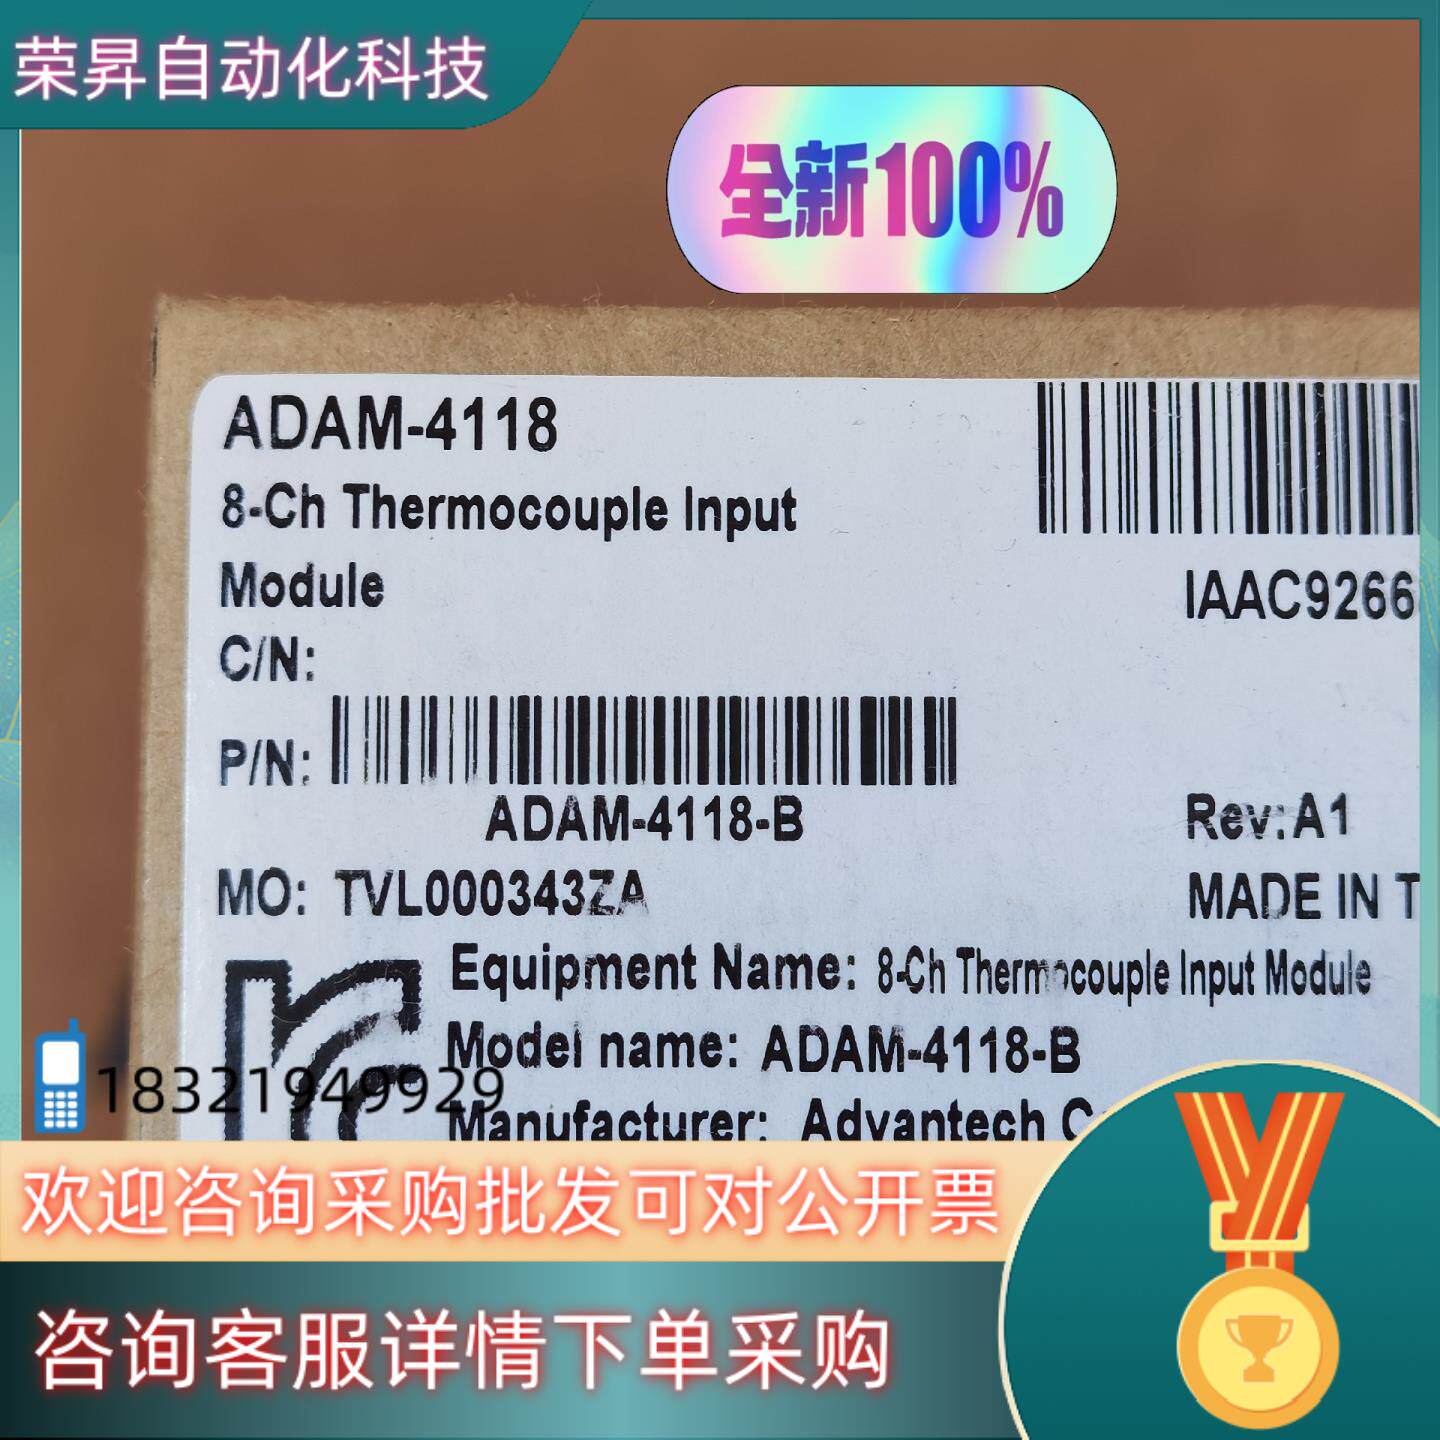 荣昇自动化科技
全新100%
ADAM-4118
8-Ch Thermocouple Input
Module
IAAC9266
C/N:
P/N:
ADAM-4118-B
Rev:A1
MO: TVL000343ZA
MADE IN T
Equipment Name: 8-Ch Thermocouple Input Module
Model name: ADAM-4118-B
18321949929
Manufacturer: Advantech C
欢迎咨询采购批发可对公开票
咨询客服详情下单采购